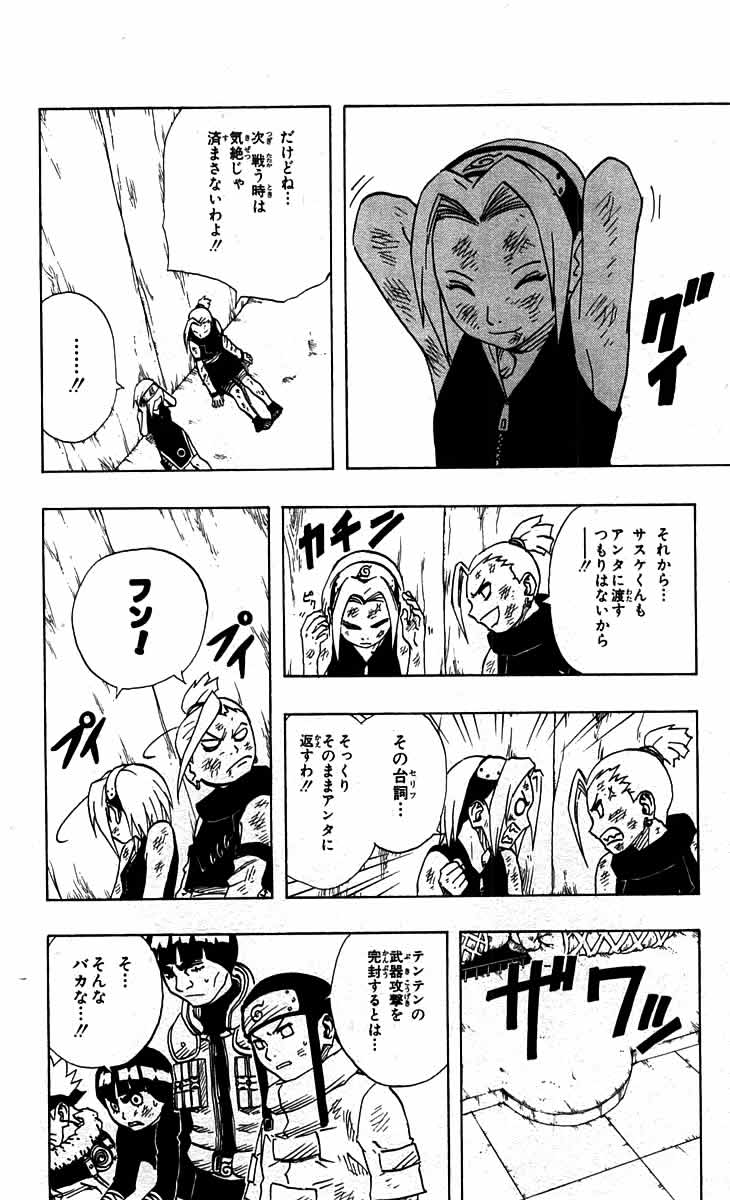 グイ
だけどね…
次 戦う時は
気絶じゃ
済まさないわよ!!
……!!
それから…
サスケくんも
アンタに渡す
つもりはないから
──!!
カチン
ピク
その台詞…
そっくり
そのままアンタに
返すわ!!
フン!
プイ
プイ
ザワ
テンテンの
武器攻撃を
完封するとは…
そ…
そんな
バカな…!!